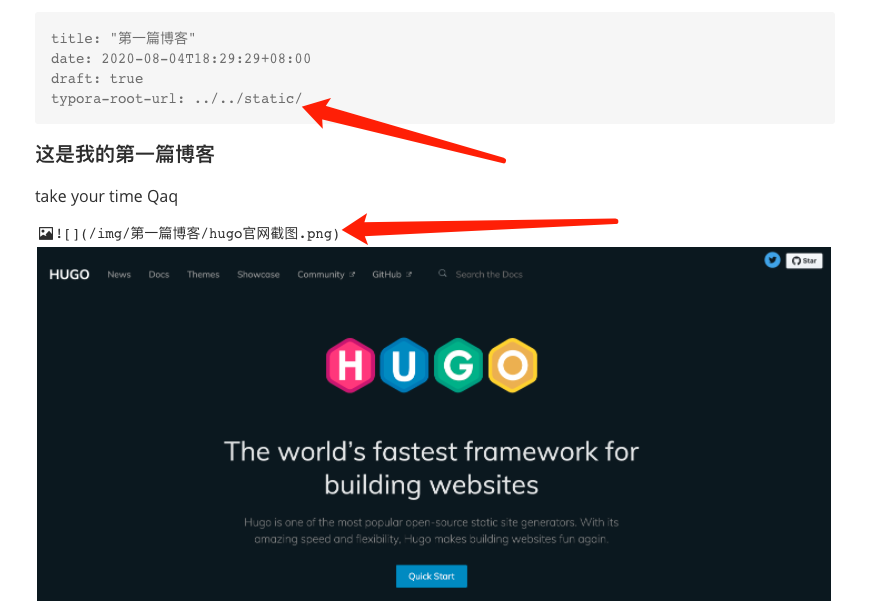 title: "第一篇博客"
date: 2020-08-04T18:29:29+08:00
draft: true
typora-root-url: ../../static/
这是我的第一篇博客
take your time Qaq
![](/img/第一篇博客/hugo官网截图.png)
HUGO News Docs Themes Showcase Community GitHub Search the Docs Star
HUGO
The world's fastest framework for
building websites
Hugo is one of the most popular open-source static site generators. With its
amazing speed and flexibility, Hugo makes building websites fun again.
Quick Start